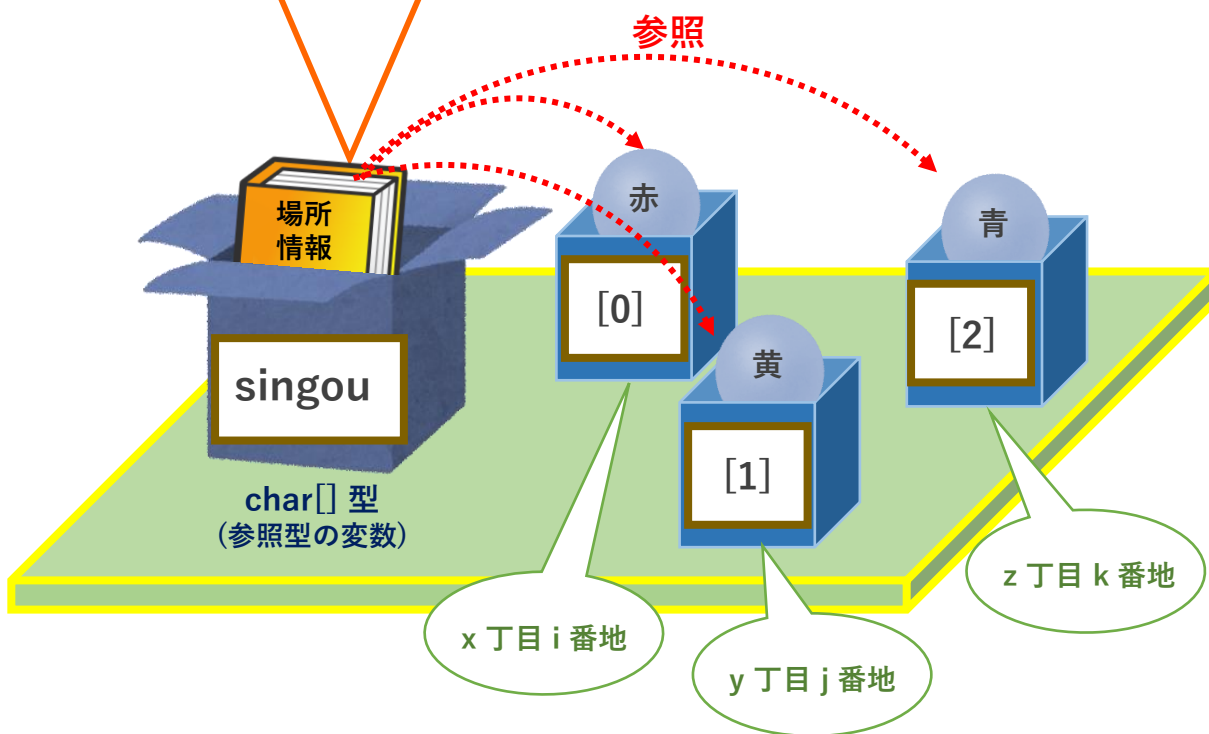 参照
場所
情報
赤
青
[0]
[2]
黄
singou
[1]
char[] 型
(参照型の変数)
z 丁目 k 番地
x 丁目 i 番地
y 丁目 j 番地